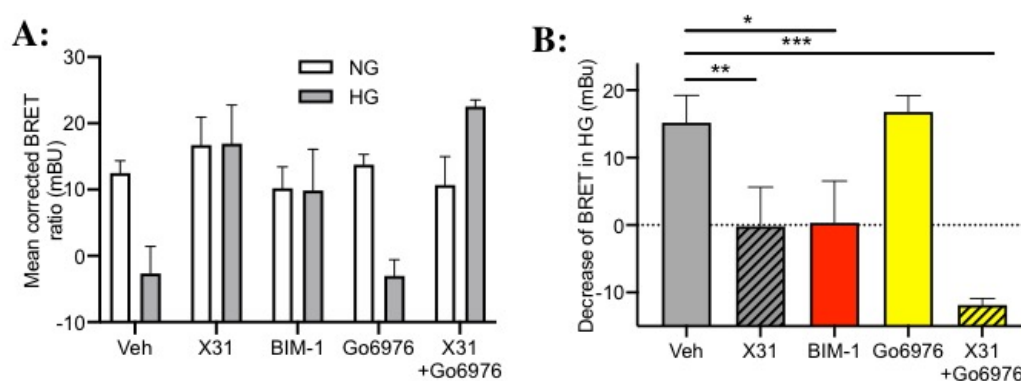 A:
Mean corrected BRET
ratio (mBU)
30
20
10
0
-10
NG
HG
Veh
X31
BIM-1
Go6976
X31
+Go6976
B:
Decrease of BRET in HG (mBu)
*
***
**
20
10
0
-10
Veh
X31
BIM-1
Go6976
X31
+Go6976